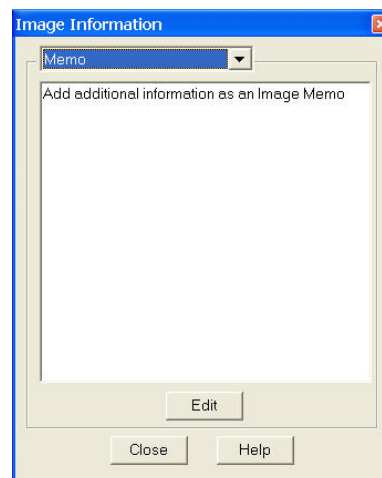 Image Information
Memo
Add additional information as an Image Memo
Edit
Close Help